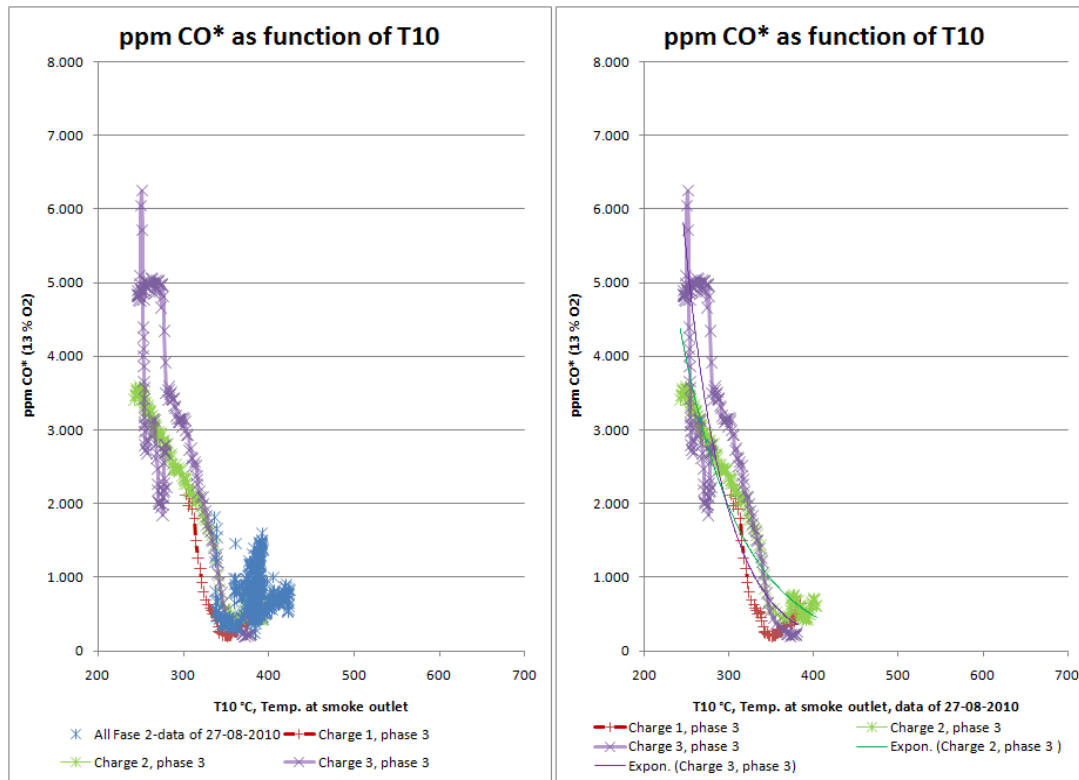 ppm CO* as function of T10
8.000
7.000
6.000
5.000
4.000
3.000
2.000
1.000
0
ppm CO* (13 % O2)
200 300 400 500 600 700
T10 °C, Temp. at smoke outlet
All Fase 2-data of 27-08-2010 Charge 1, phase 3
Charge 2, phase 3 Charge 3, phase 3
ppm CO* as function of T10
8.000
7.000
6.000
5.000
4.000
3.000
2.000
1.000
0
ppm CO* (13 % O2)
200 300 400 500 600 700
T10 °C, Temp. at smoke outlet, data of 27-08-2010
Charge 1, phase 3 Charge 2, phase 3
Charge 3, phase 3 Expon. (Charge 2, phase 3 )
Expon. (Charge 3, phase 3)